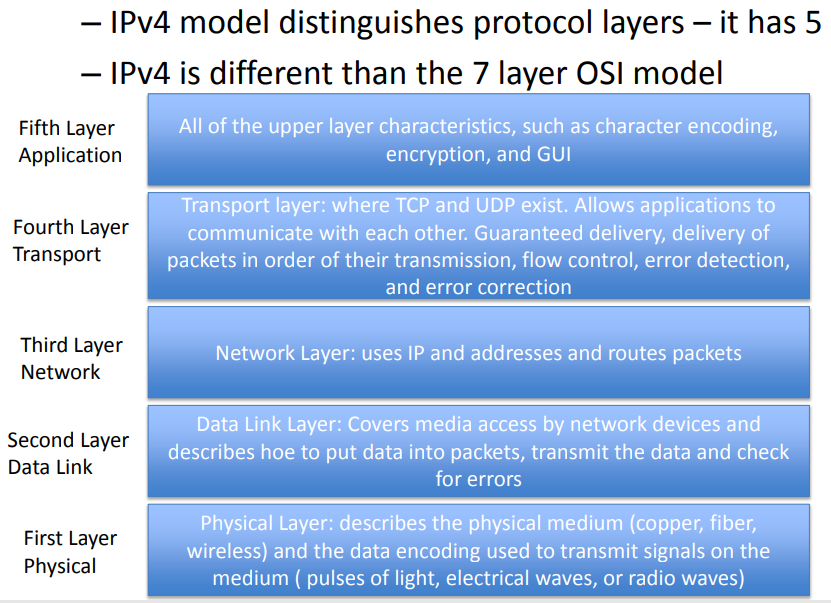 – IPv4 model distinguishes protocol layers – it has 5
– IPv4 is different than the 7 layer OSI model
Fifth Layer
Application
All of the upper layer characteristics, such as character encoding,
encryption, and GUI
Fourth Layer
Transport
Transport layer: where TCP and UDP exist. Allows applications to
communicate with each other. Guaranteed delivery, delivery of
packets in order of their transmission, flow control, error detection,
and error correction
Third Layer
Network
Network Layer: uses IP and addresses and routes packets
Second Layer
Data Link
Data Link Layer: Covers media access by network devices and
describes hoe to put data into packets, transmit the data and check
for errors
First Layer
Physical
Physical Layer: describes the physical medium (copper, fiber,
wireless) and the data encoding used to transmit signals on the
medium ( pulses of light, electrical waves, or radio waves)